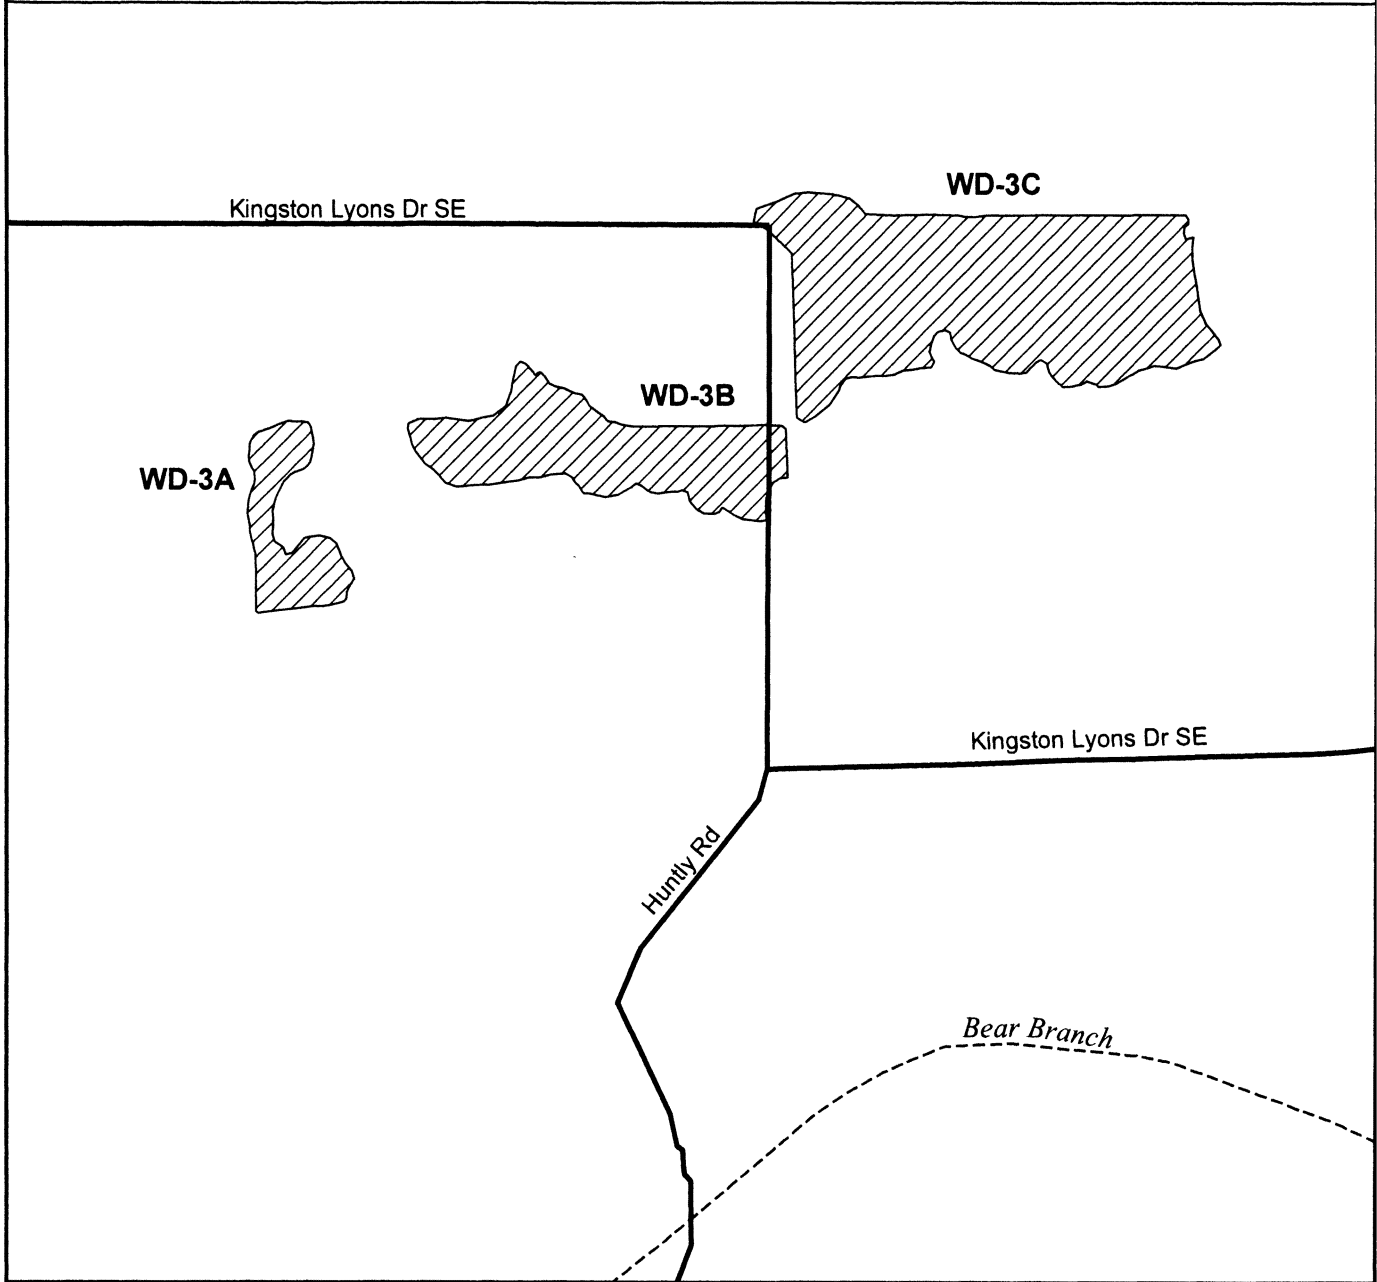 WD-3C
Kingston Lyons Dr SE
WD-3B
WD-3A
Kingston Lyons Dr SE
Huntly Rd
Bear Branch